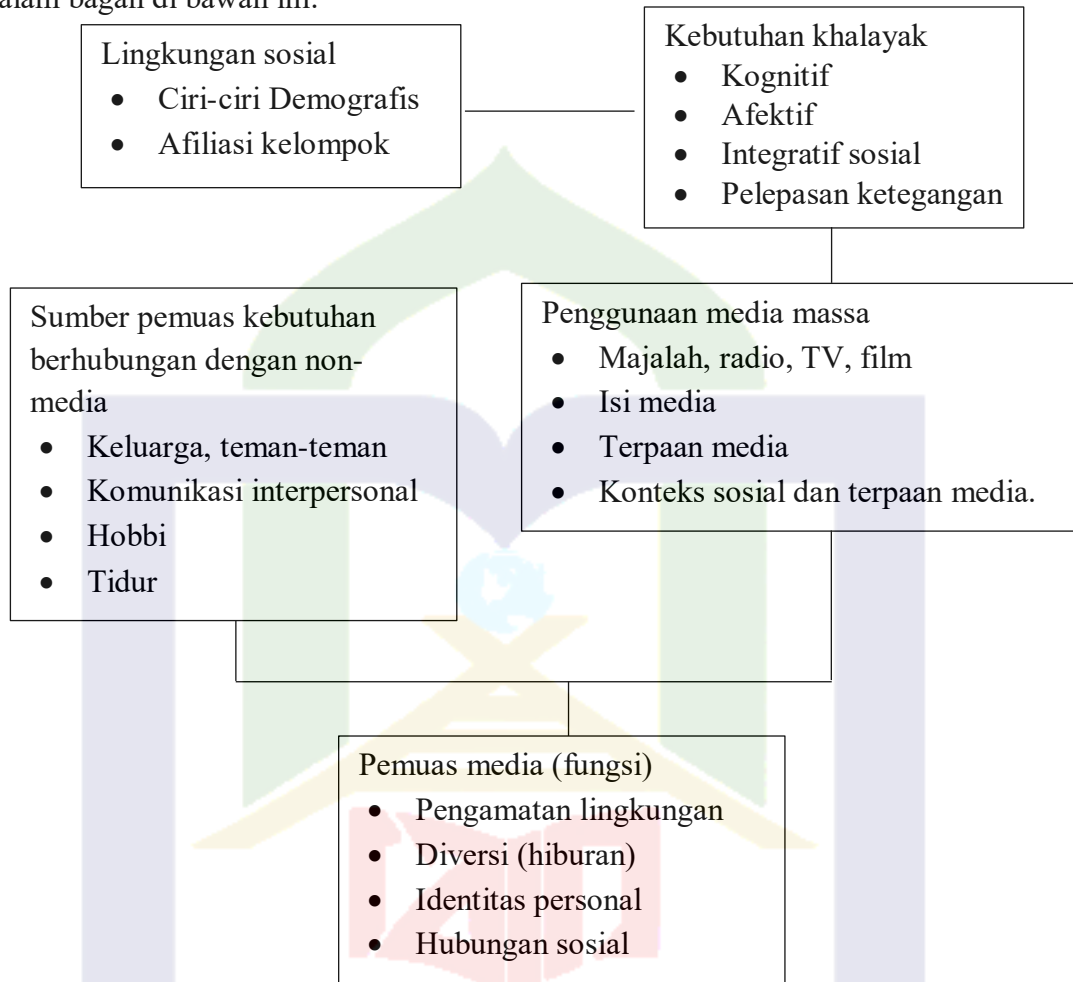 dalam bagan di bawah ini:
Lingkungan sosial
• Ciri-ciri Demografis
• Afiliasi kelompok
Kebutuhan khalayak
• Kognitif
• Afektif
• Integratif sosial
• Pelepasan ketegangan
Sumber pemuas kebutuhan
berhubungan dengan non-
media
• Keluarga, teman-teman
• Komunikasi interpersonal
• Hobbi
• Tidur
Penggunaan media massa
• Majalah, radio, TV, film
• Isi media
• Terpaan media
• Konteks sosial dan terpaan media.
Pemuas media (fungsi)
• Pengamatan lingkungan
• Diversi (hiburan)
• Identitas personal
• Hubungan sosial